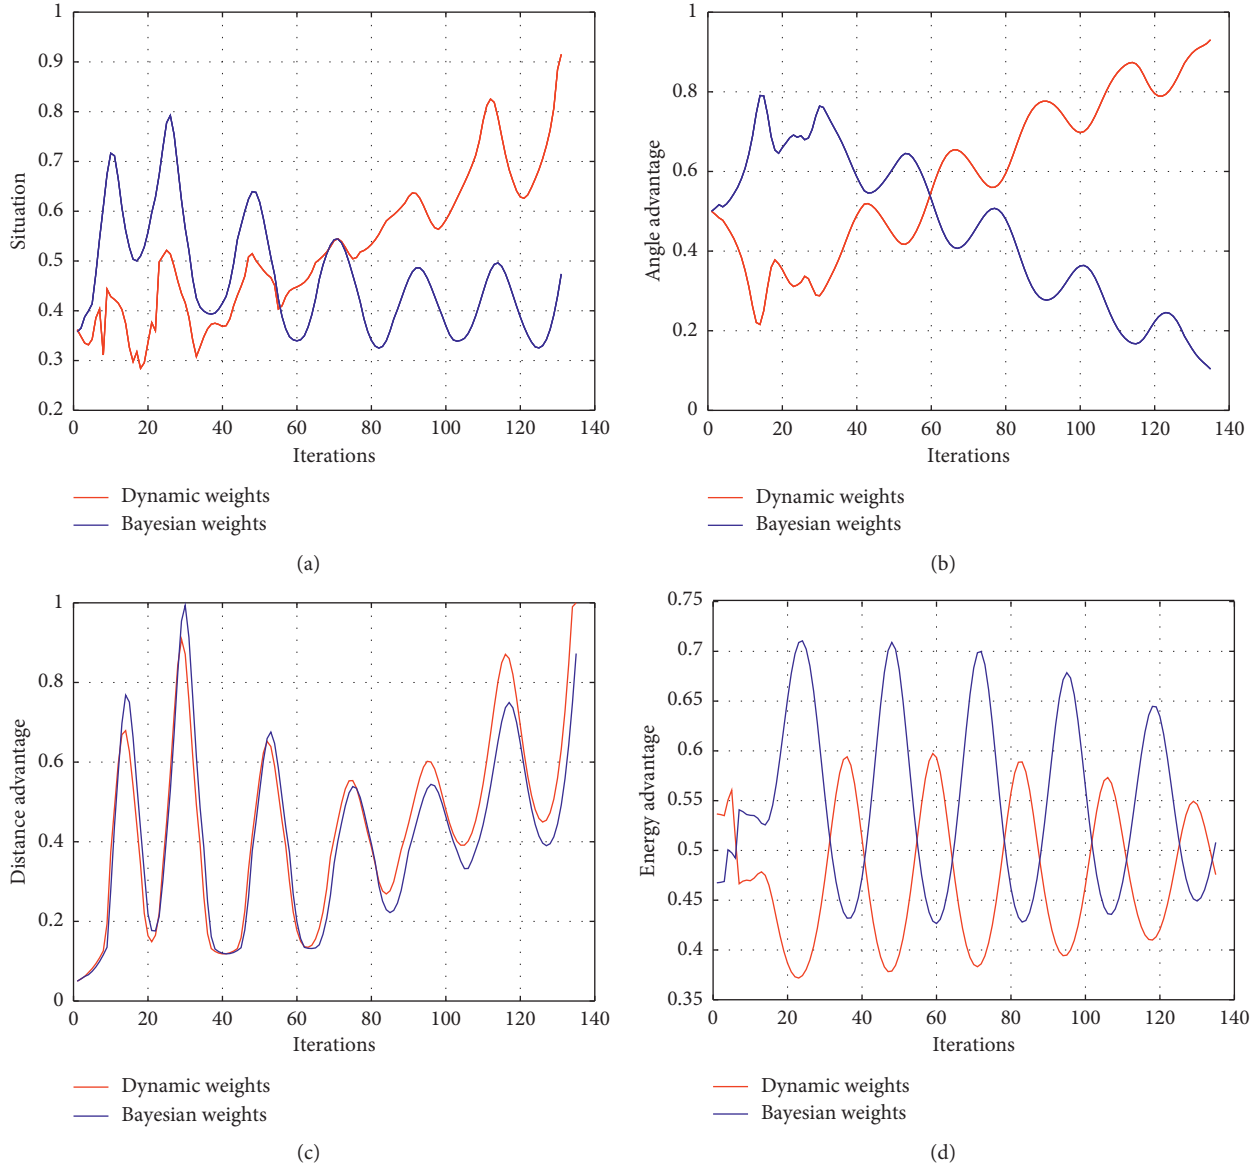 1
0.9
0.8
0.7
0.6
0.5
0.4
0.3
0.2
Situation
0 20 40 60 80 100 120 140
Iterations
Dynamic weights
Bayesian weights
(a)
1
0.8
0.6
0.4
0.2
0
Angle advantage
0 20 40 60 80 100 120 140
Iterations
Dynamic weights
Bayesian weights
(b)
1
0.8
0.6
0.4
0.2
0
Distance advantage
0 20 40 60 80 100 120 140
Iterations
Dynamic weights
Bayesian weights
(c)
0.75
0.7
0.65
0.6
0.55
0.5
0.45
0.4
0.35
Energy advantage
0 20 40 60 80 100 120 140
Iterations
Dynamic weights
Bayesian weights
(d)